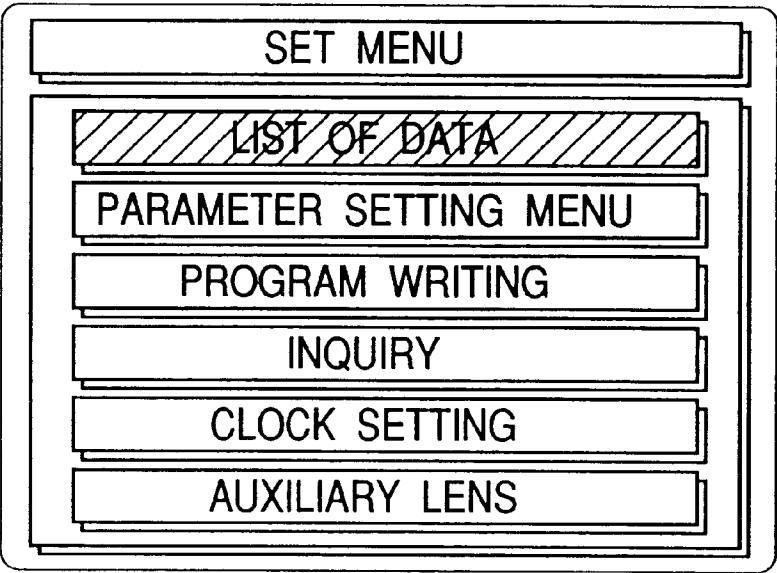 SET MENU
LIST OF DATA
PARAMETER SETTING MENU
PROGRAM WRITING
INQUIRY
CLOCK SETTING
AUXILIARY LENS